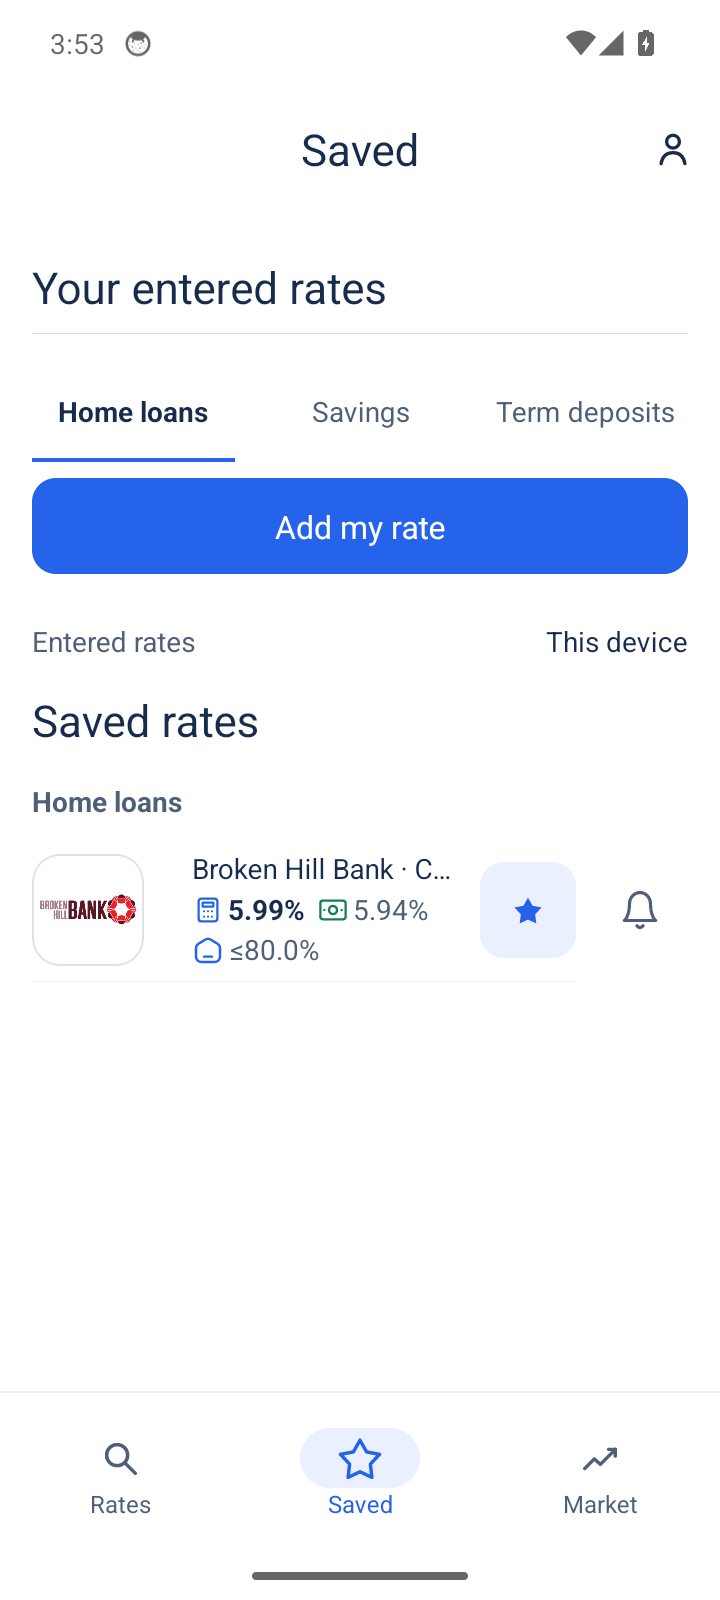 3:53
Saved
Your entered rates
Home loans
Savings
Term deposits
Add my rate
Entered rates
This device
Saved rates
Home loans
BROKEN HILL BANK
Broken Hill Bank · C...
5.99% 5.94%
≤80.0%
Rates
Saved
Market